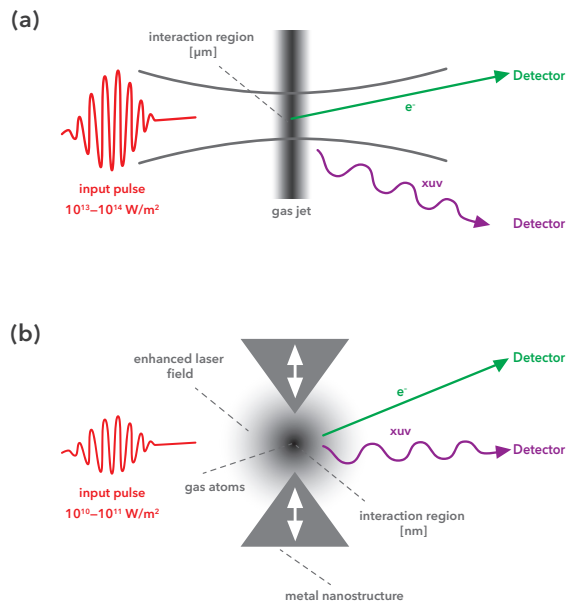 (a)
interaction region
[µm]
Detector
e⁻
input pulse
10¹³–10¹⁴ W/m²
gas jet
xuv
Detector
(b)
enhanced laser
field
Detector
e⁻
xuv
Detector
gas atoms
input pulse
10¹⁰–10¹¹ W/m²
interaction region
[nm]
metal nanostructure